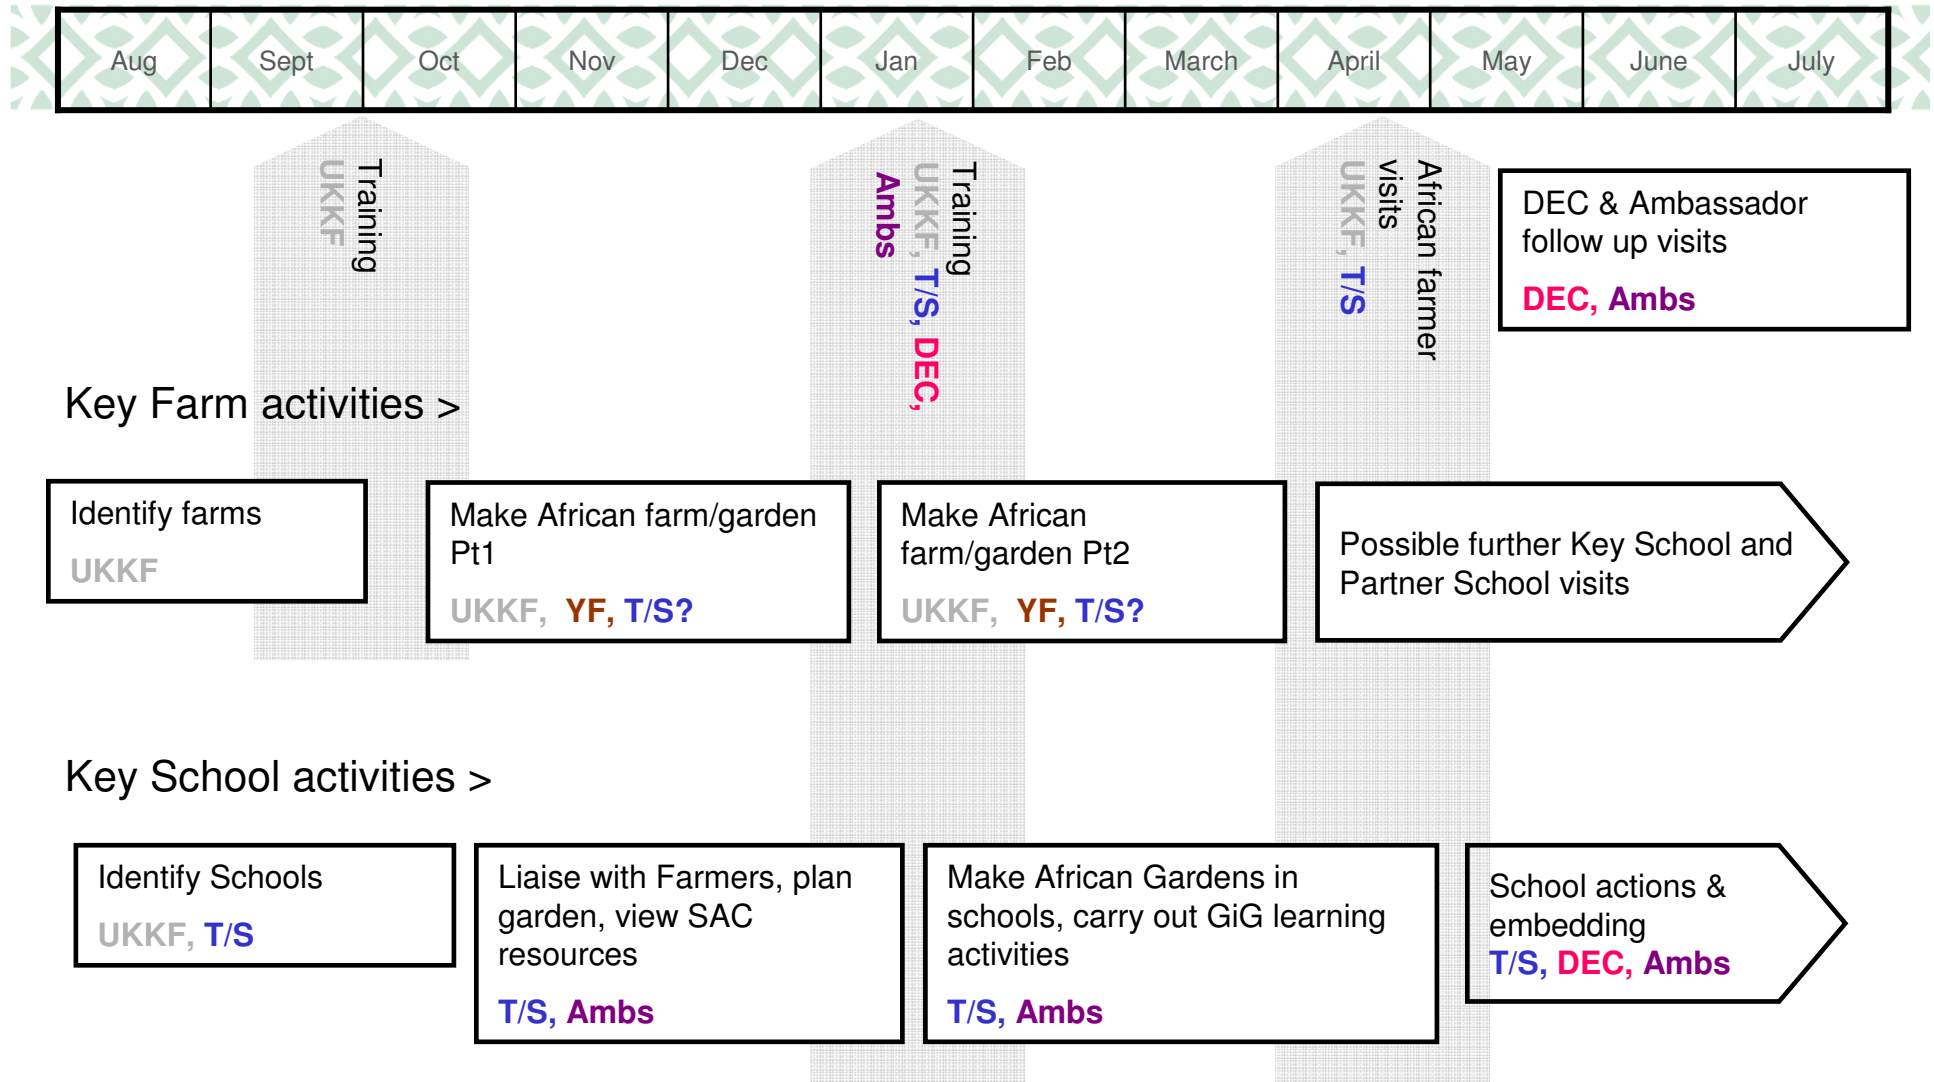 Aug Sept Oct Nov Dec Jan Feb March April May June July
Training
UKKF
Training
UKKF, T/S, DEC,
Ambs
African farmer
visits
UKKF, T/S
DEC & Ambassador
follow up visits
DEC, Ambs
Key Farm activities >
Identify farms
UKKF
Make African farm/garden
Pt1
UKKF, YF, T/S?
Make African
farm/garden Pt2
UKKF, YF, T/S?
Possible further Key School and
Partner School visits
Key School activities >
Identify Schools
UKKF, T/S
Liaise with Farmers, plan
garden, view SAC
resources
T/S, Ambs
Make African Gardens in
schools, carry out GiG learning
activities
T/S, Ambs
School actions &
embedding
T/S, DEC, Ambs